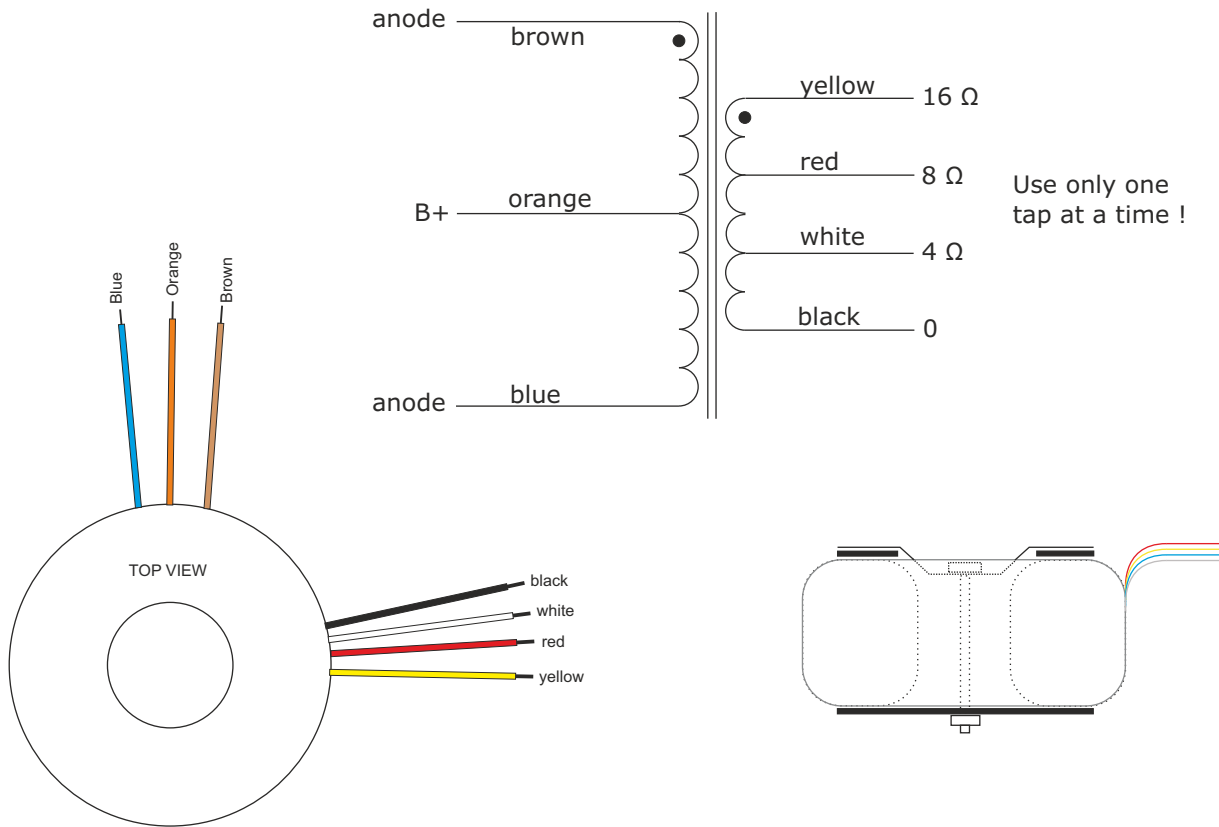 anode
brown
yellow
16 Ω
red
8 Ω
Use only one
tap at a time !
B+
orange
white
4 Ω
black
0
anode
blue
Blue
Orange
Brown
TOP VIEW
black
white
red
yellow